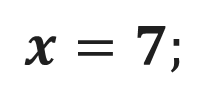 x = 7;